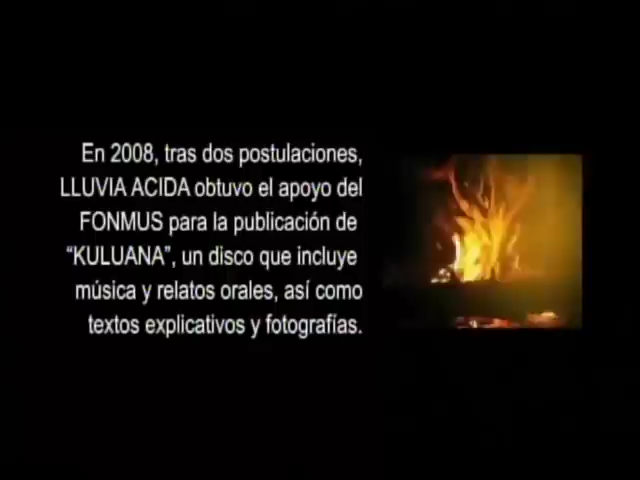 En 2008, tras dos postulaciones,
LLUVIA ACIDA obtuvo el apoyo del
FONMUS para la publicación de
“KULUANA”, un disco que incluye
música y relatos orales, así como
textos explicativos y fotografías.